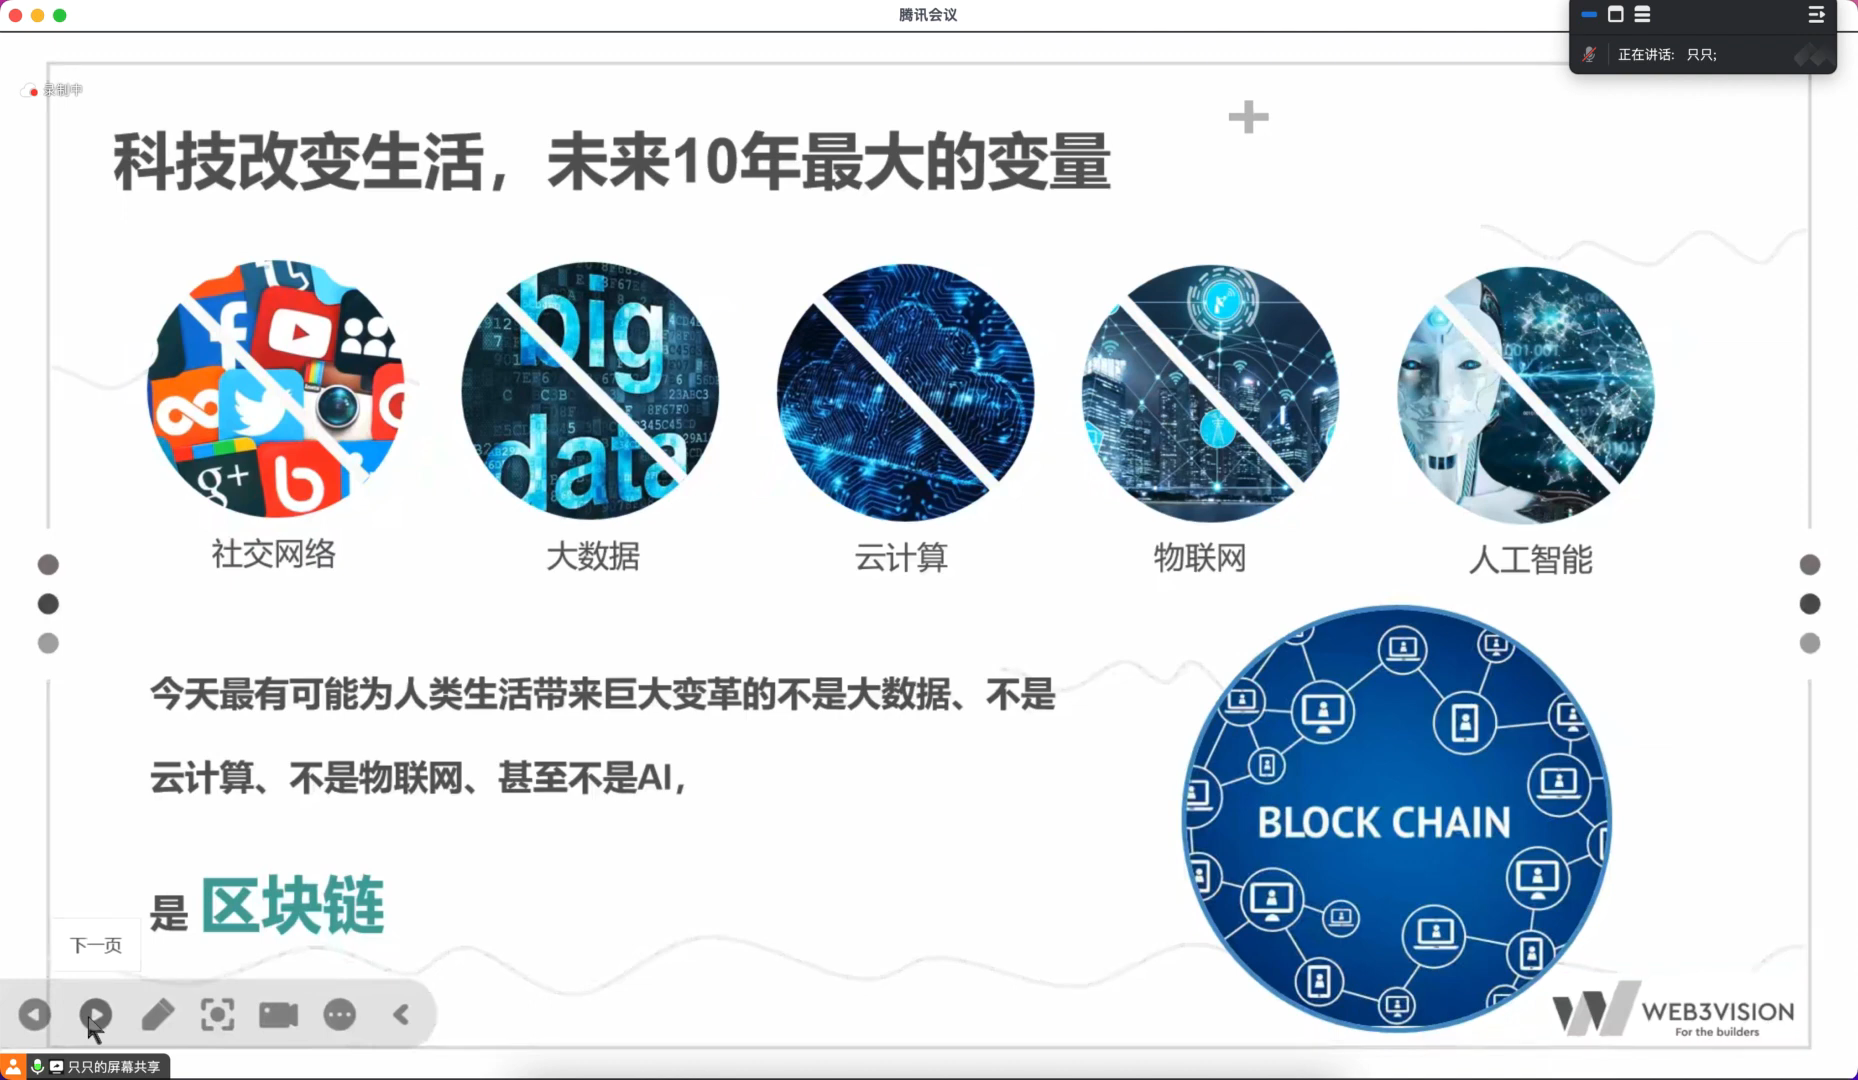 腾讯会议
正在讲话: 只只;
录制中
科技改变生活，未来10年最大的变量
big
data
g+
社交网络
大数据
云计算
物联网
人工智能
今天最有可能为人类生活带来巨大变革的不是大数据、不是
云计算、不是物联网、甚至不是AI，
是 区块链
BLOCK CHAIN
下一页
WEB3VISION
For the builders
只只的屏幕共享